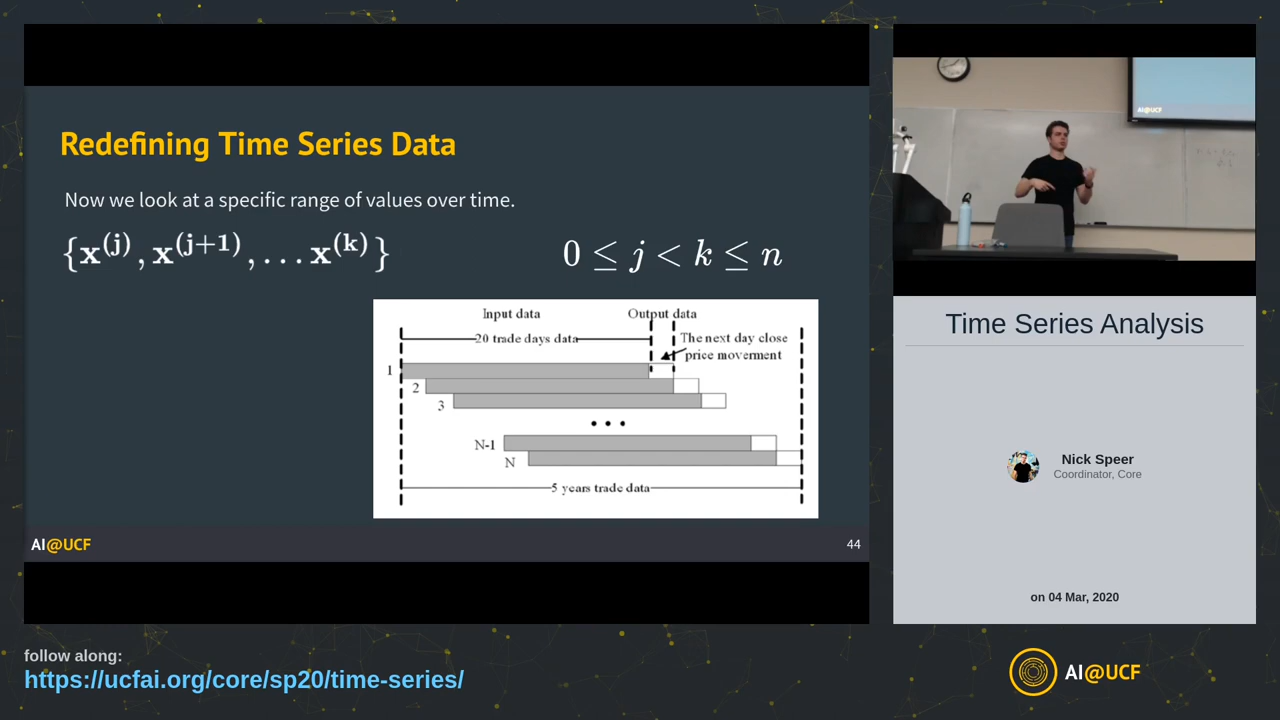 Redefining Time Series Data
Now we look at a specific range of values over time.
{x^(j), x^(j+1), ... x^(k)}
0 ≤ j < k ≤ n
Input data
Output data
20 trade days data
The next day close
price moverment
1
2
3
• • •
N-1
N
5 years trade data
AI@UCF
44
AI@UCF
Time Series Analysis
Nick Speer
Coordinator, Core
on 04 Mar, 2020
follow along:
https://ucfai.org/core/sp20/time-series/
AI@UCF